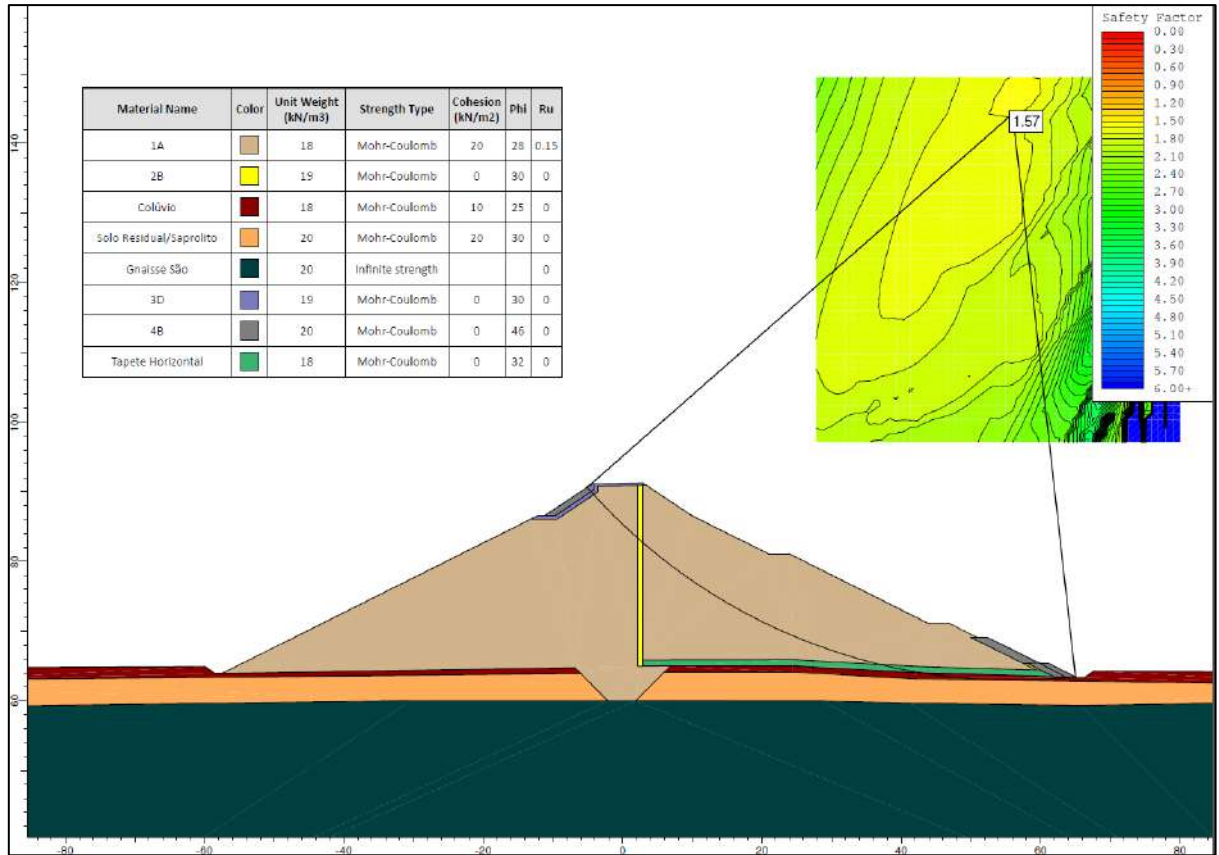 Safety Factor
0.00
0.30
0.60
0.90
1.20
1.50
1.80
2.10
2.40
2.70
3.00
3.30
3.60
3.90
4.20
4.50
4.80
5.10
5.40
5.70
6.00+
1.57
Material Name Color Unit Weight (kN/m3) Strength Type Cohesion (kN/m2) Phi Ru
1A 18 Mohr-Coulomb 20 28 0.15
2B 19 Mohr-Coulomb 0 30 0
Colúvio 18 Mohr-Coulomb 10 25 0
Solo Residual/Saprolito 20 Mohr-Coulomb 20 30 0
Gnaisse São 20 Infinite strength 0
3D 19 Mohr-Coulomb 0 30 0
4B 20 Mohr-Coulomb 0 46 0
Tapete Horizontal 18 Mohr-Coulomb 0 32 0
140
120
100
80
60
-80 -60 -40 -20 0 20 40 60 80